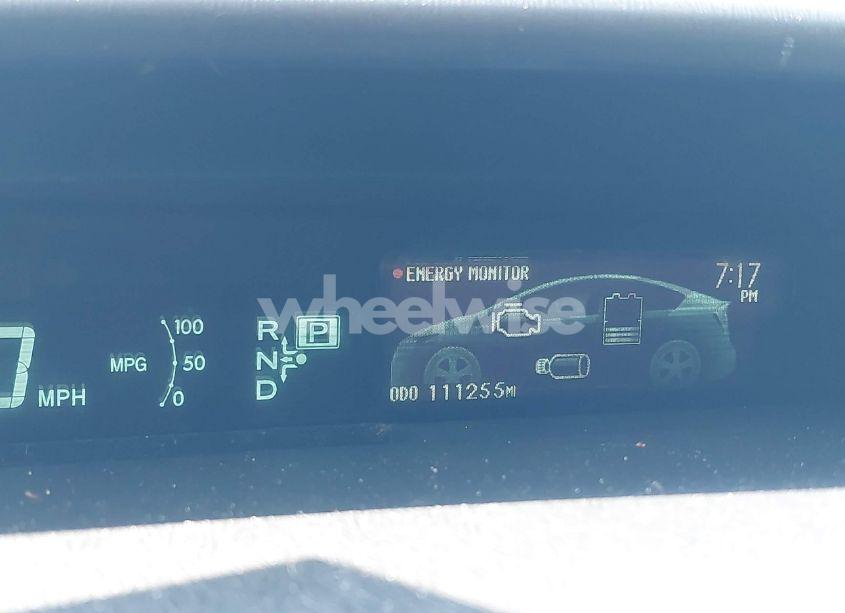 ENERGY MONITOR
7:17
PM
wheelwise
100
MPG
50
0
MPH
R
P
N
D
ODO 111255MI